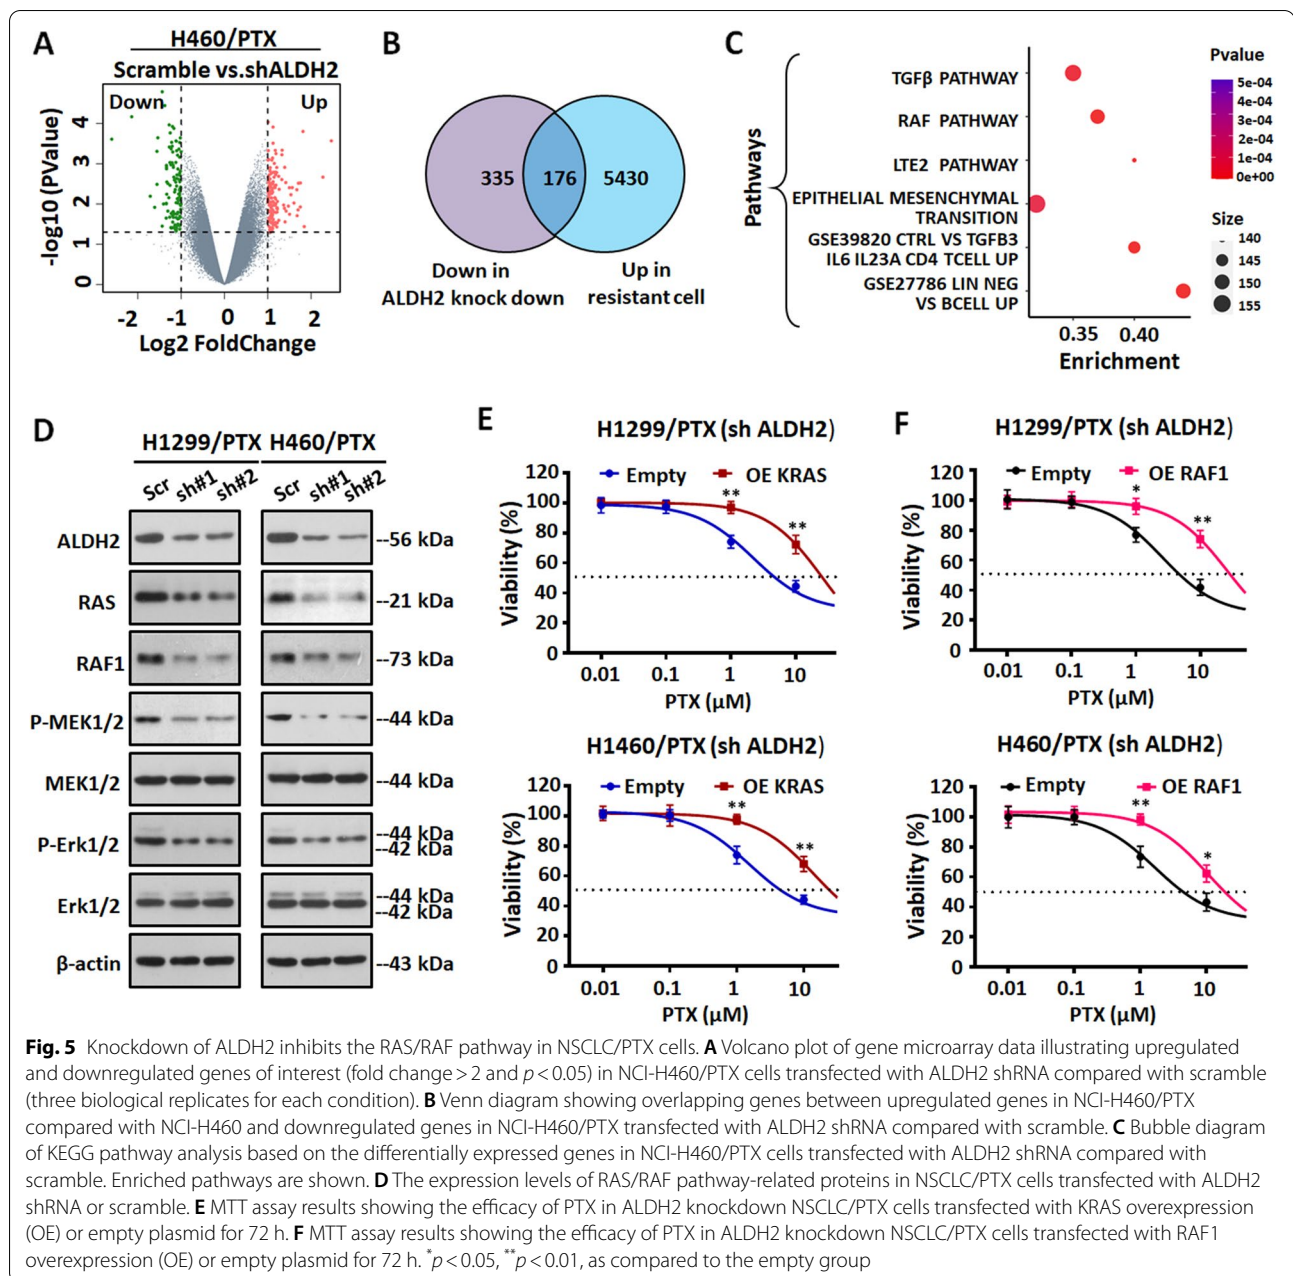 A
H460/PTX
Scramble vs.shALDH2
Down
Up
-log10 (PValue)
4
3
2
1
0
-2
-1
0
1
2
Log2 FoldChange
B
335
176
5430
Down in
ALDH2 knock down
Up in
resistant cell
C
Pathways
TGFβ PATHWAY
RAF PATHWAY
LTE2 PATHWAY
EPITHELIAL MESENCHYMAL
TRANSITION
GSE39820 CTRL VS TGFB3
IL6 IL23A CD4 TCELL UP
GSE27786 LIN NEG
VS BCELL UP
0.35
0.40
Enrichment
Pvalue
5e-04
4e-04
3e-04
2e-04
1e-04
0e+00
Size
140
145
150
155
D
H1299/PTX
H460/PTX
Scr sh#1 sh#2
Scr sh#1 sh#2
ALDH2
--56 kDa
RAS
--21 kDa
RAF1
--73 kDa
P-MEK1/2
--44 kDa
MEK1/2
--44 kDa
P-Erk1/2
--44 kDa
--42 kDa
Erk1/2
--44 kDa
--42 kDa
β-actin
--43 kDa
E
H1299/PTX (sh ALDH2)
Empty
OE KRAS
**
**
Viability (%)
120
100
80
60
40
20
0
0.01
0.1
1
10
PTX (μM)
H1460/PTX (sh ALDH2)
Empty
OE KRAS
**
**
Viability (%)
120
100
80
60
40
20
0
0.01
0.1
1
10
PTX (μM)
F
H1299/PTX (sh ALDH2)
Empty
OE RAF1
*
**
Viability (%)
120
100
80
60
40
20
0
0.01
0.1
1
10
PTX (μM)
H460/PTX (sh ALDH2)
Empty
OE RAF1
**
*
Viability (%)
120
100
80
60
40
20
0
0.01
0.1
1
10
PTX (μM)
Fig. 5 Knockdown of ALDH2 inhibits the RAS/RAF pathway in NSCLC/PTX cells. A Volcano plot of gene microarray data illustrating upregulated
and downregulated genes of interest (fold change > 2 and p < 0.05) in NCI-H460/PTX cells transfected with ALDH2 shRNA compared with scramble
(three biological replicates for each condition). B Venn diagram showing overlapping genes between upregulated genes in NCI-H460/PTX
compared with NCI-H460 and downregulated genes in NCI-H460/PTX transfected with ALDH2 shRNA compared with scramble. C Bubble diagram
of KEGG pathway analysis based on the differentially expressed genes in NCI-H460/PTX cells transfected with ALDH2 shRNA compared with
scramble. Enriched pathways are shown. D The expression levels of RAS/RAF pathway-related proteins in NSCLC/PTX cells transfected with ALDH2
shRNA or scramble. E MTT assay results showing the efficacy of PTX in ALDH2 knockdown NSCLC/PTX cells transfected with KRAS overexpression
(OE) or empty plasmid for 72 h. F MTT assay results showing the efficacy of PTX in ALDH2 knockdown NSCLC/PTX cells transfected with RAF1
overexpression (OE) or empty plasmid for 72 h. *p < 0.05, **p < 0.01, as compared to the empty group